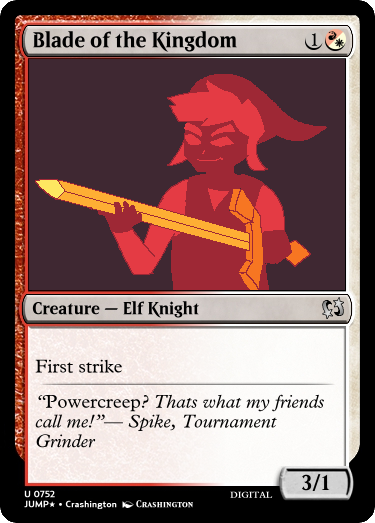 Blade of the Kingdom 1
Creature — Elf Knight
First strike
“Powercreep? Thats what my friends
call me!”— Spike, Tournament
Grinder
3/1
U 0752
JUMP★ • Crashington CRASHINGTON DIGITAL